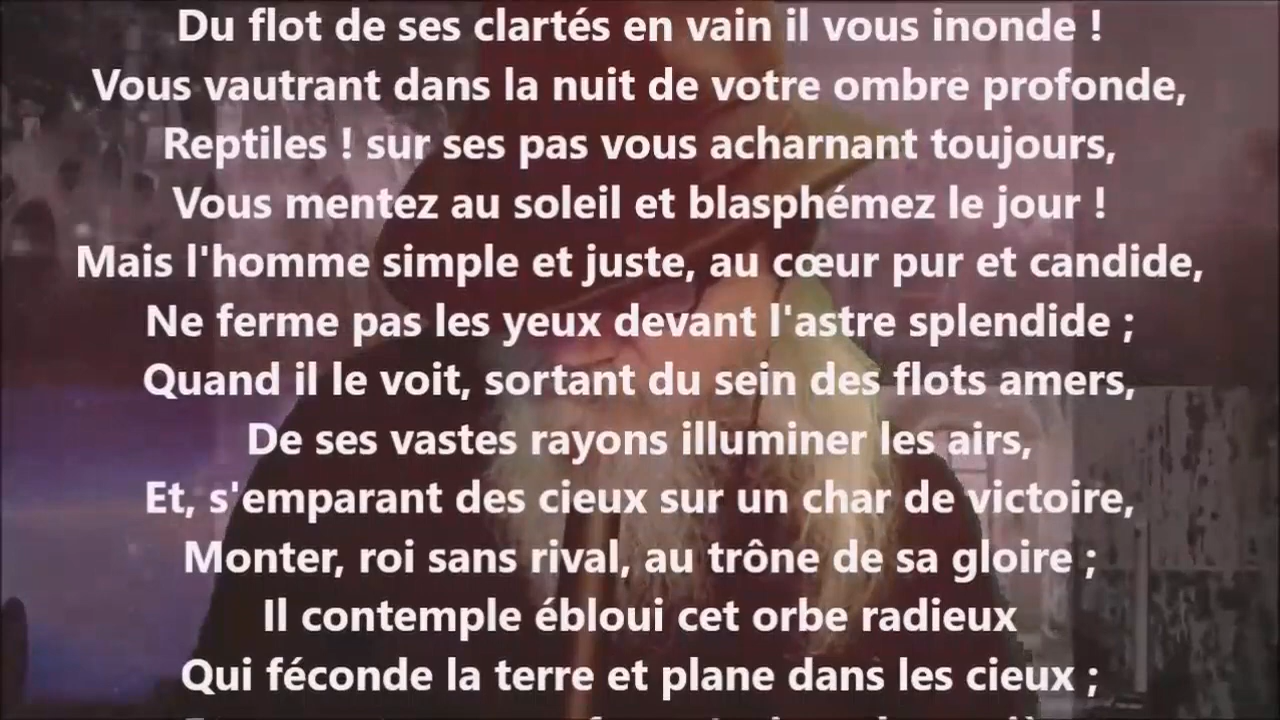 Du flot de ses clartés en vain il vous inonde !
Vous vautrant dans la nuit de votre ombre profonde,
Reptiles ! sur ses pas vous acharnant toujours,
Vous mentez au soleil et blasphémez le jour !
Mais l'homme simple et juste, au cœur pur et candide,
Ne ferme pas les yeux devant l'astre splendide ;
Quand il le voit, sortant du sein des flots amers,
De ses vastes rayons illuminer les airs,
Et, s'emparant des cieux sur un char de victoire,
Monter, roi sans rival, au trône de sa gloire ;
Il contemple ébloui cet orbe radieux
Qui féconde la terre et plane dans les cieux ;